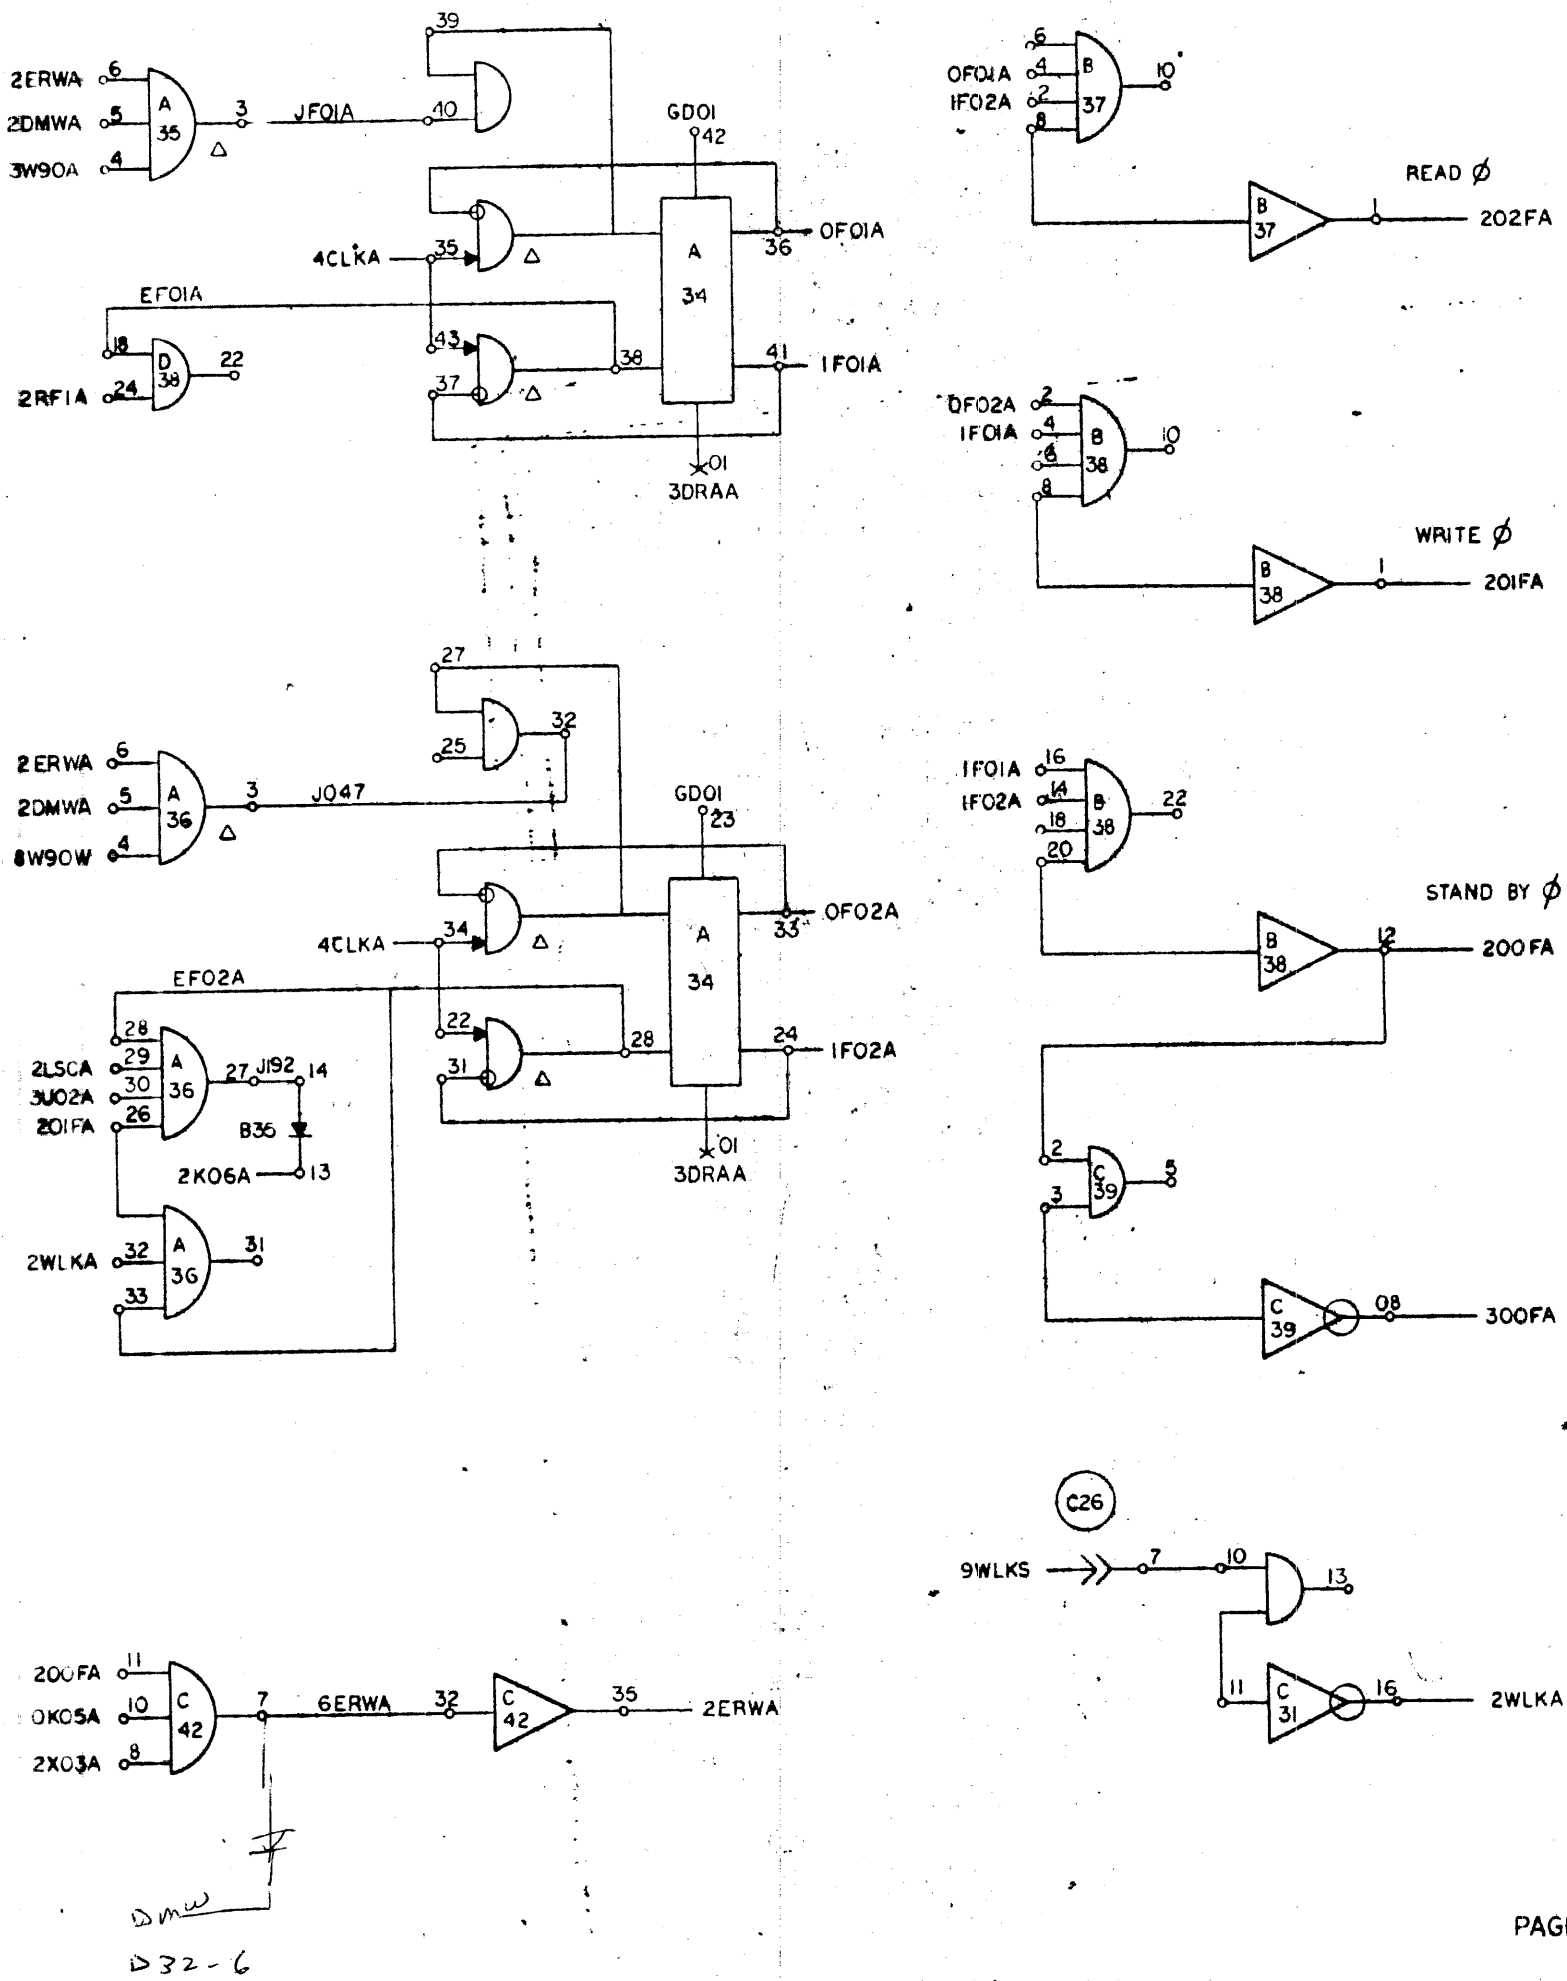 39
2ERWA 6
2DMWA 5
3W90A 4
A
35
3
JF01A
40
GD01
42
4CLKA
35
A
34
36
0F01A
EF01A
18
2RF1A 24
D
38
22
43
37
38
41
1F01A
01
3DRAA
6
0F01A 4
1F02A 2
8
B
37
10
B
37
1
READ Ø
202FA
0F02A 2
1F01A 4
6
8
B
38
10
B
38
1
WRITE Ø
201FA
27
25
32
2ERWA 6
2DMWA 5
8W90W 4
A
36
3
J047
GD01
23
4CLKA
34
A
34
33
0F02A
EF02A
28
2LSCA 29
3U02A 30
201FA 26
A
36
27
J192
14
B35
2K06A
13
22
31
28
24
1F02A
01
3DRAA
2WLKA 32
33
A
36
31
1F01A 16
1F02A 14
18
20
B
38
22
B
38
12
STAND BY Ø
200FA
2
3
C
39
5
C
39
08
300FA
C26
9WLKS
7
10
13
11
C
31
16
2WLKA
200FA 11
0K05A 10
2X03A 8
C
42
7
6ERWA
32
C
42
35
2ERWA
DMW
D32-6
PAG